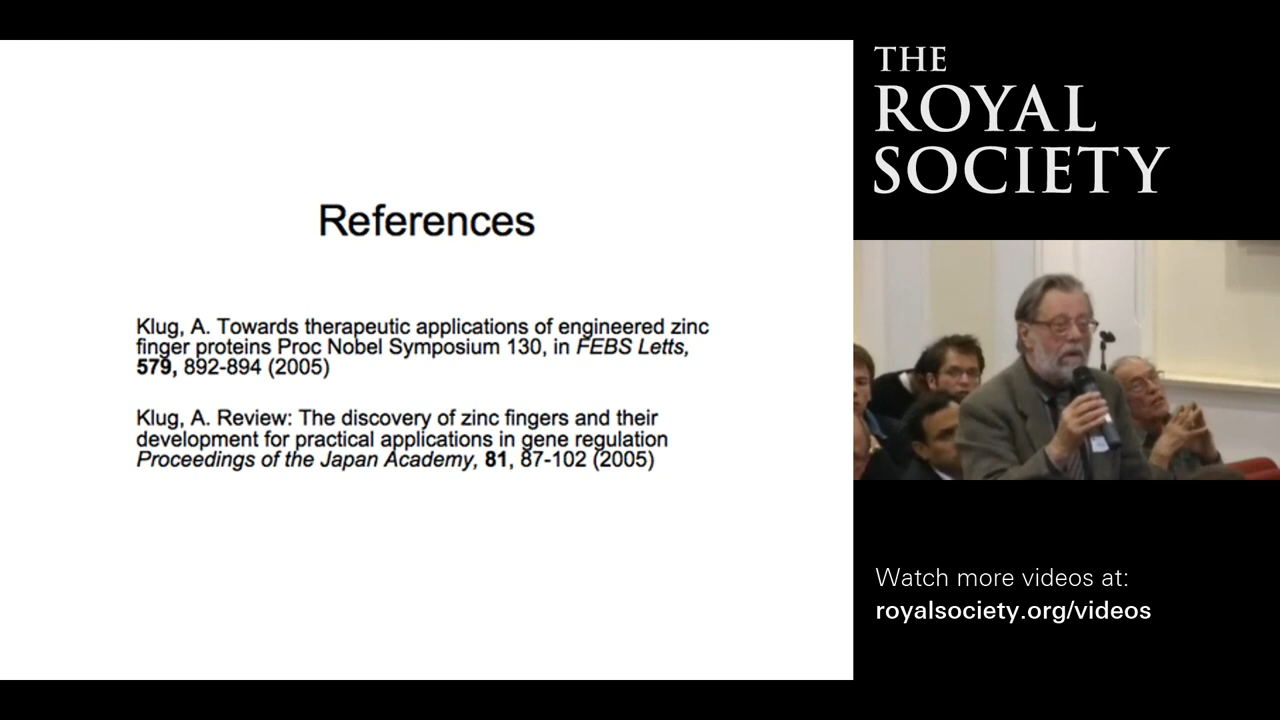 References
Klug, A. Towards therapeutic applications of engineered zinc
finger proteins Proc Nobel Symposium 130, in FEBS Letts,
579, 892-894 (2005)
Klug, A. Review: The discovery of zinc fingers and their
development for practical applications in gene regulation
Proceedings of the Japan Academy, 81, 87-102 (2005)
THE
ROYAL
SOCIETY
Watch more videos at:
royalsociety.org/videos